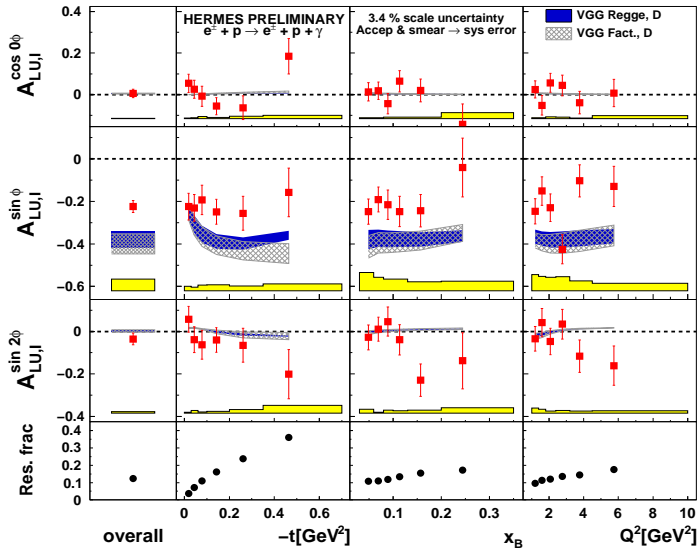 HERMES PRELIMINARY
e± + p → e± + p + γ
3.4 % scale uncertainty
Accep & smear → sys error
VGG Regge, D
VGG Fact., D
A_LU,I^cos 0ϕ
0.4
0.2
0
A_LU,I^sin ϕ
0
−0.2
−0.4
−0.6
A_LU,I^sin 2ϕ
0.2
0
−0.2
−0.4
Res. frac
0.4
0.3
0.2
0.1
0
0 0.2 0.4 0.6
0.1 0.2 0.3
2 4 6 8 10
overall
−t[GeV²]
x_B
Q²[GeV²]